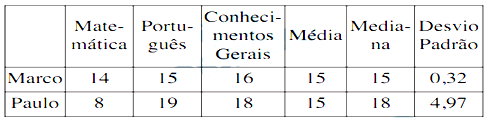 Mate-mática Portu-guês Conheci-mentos Gerais Média Media-na Desvio Padrão
Marco 14 15 16 15 15 0,32
Paulo 8 19 18 15 18 4,97